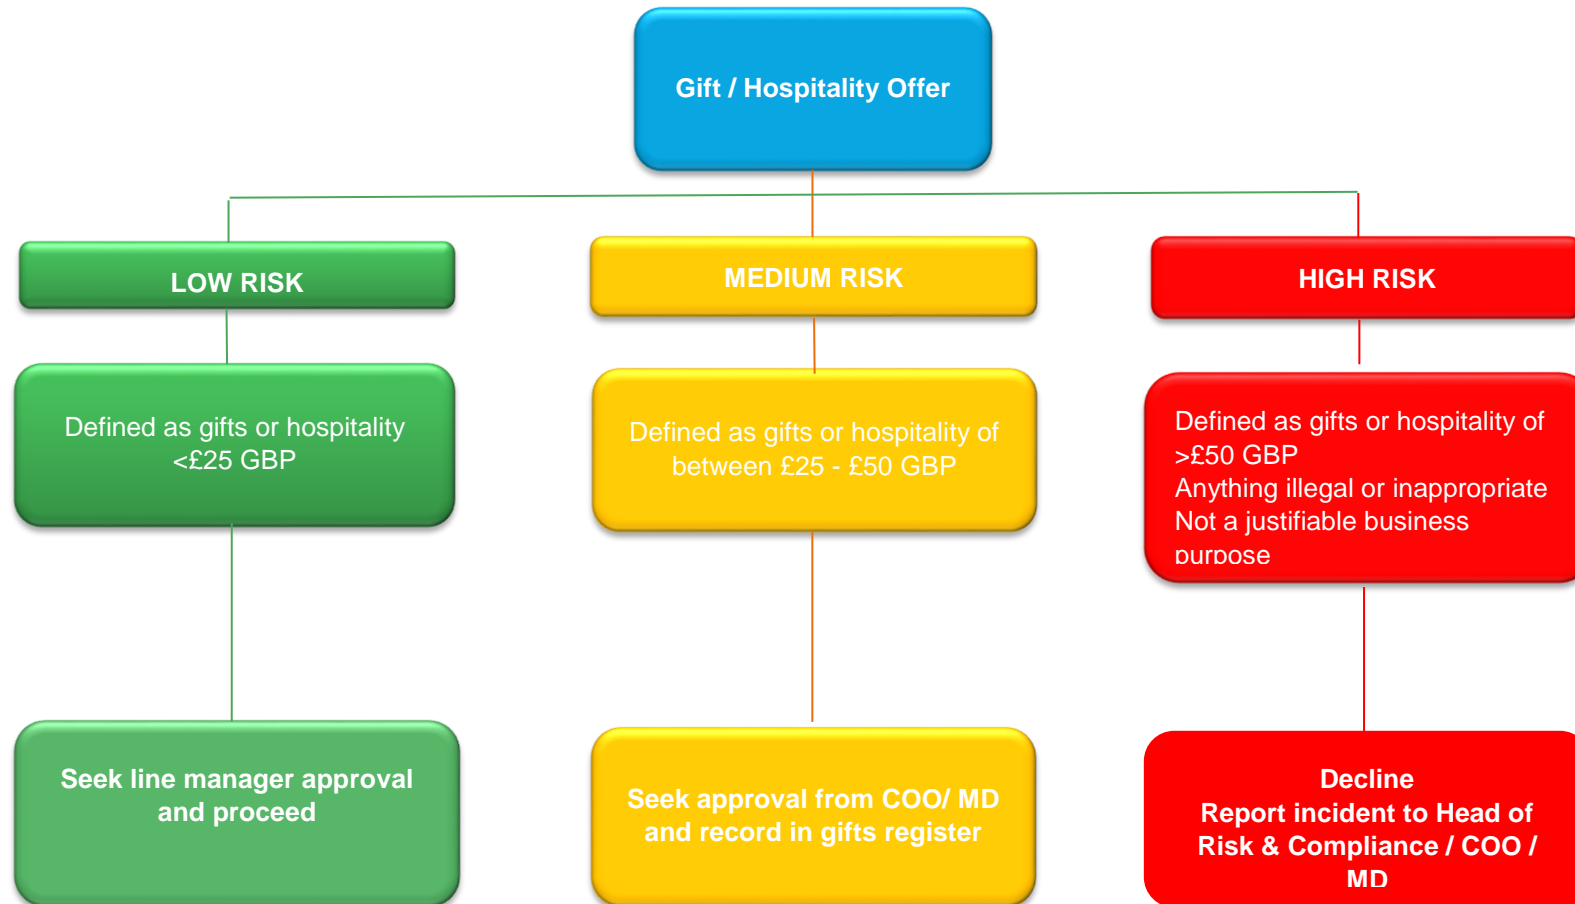 Gift / Hospitality Offer
LOW RISK
MEDIUM RISK
HIGH RISK
Defined as gifts or hospitality
<£25 GBP
Defined as gifts or hospitality of
between £25 - £50 GBP
Defined as gifts or hospitality of
>£50 GBP
Anything illegal or inappropriate
Not a justifiable business
purpose
Seek line manager approval
and proceed
Seek approval from COO/ MD
and record in gifts register
Decline
Report incident to Head of
Risk & Compliance / COO /
MD